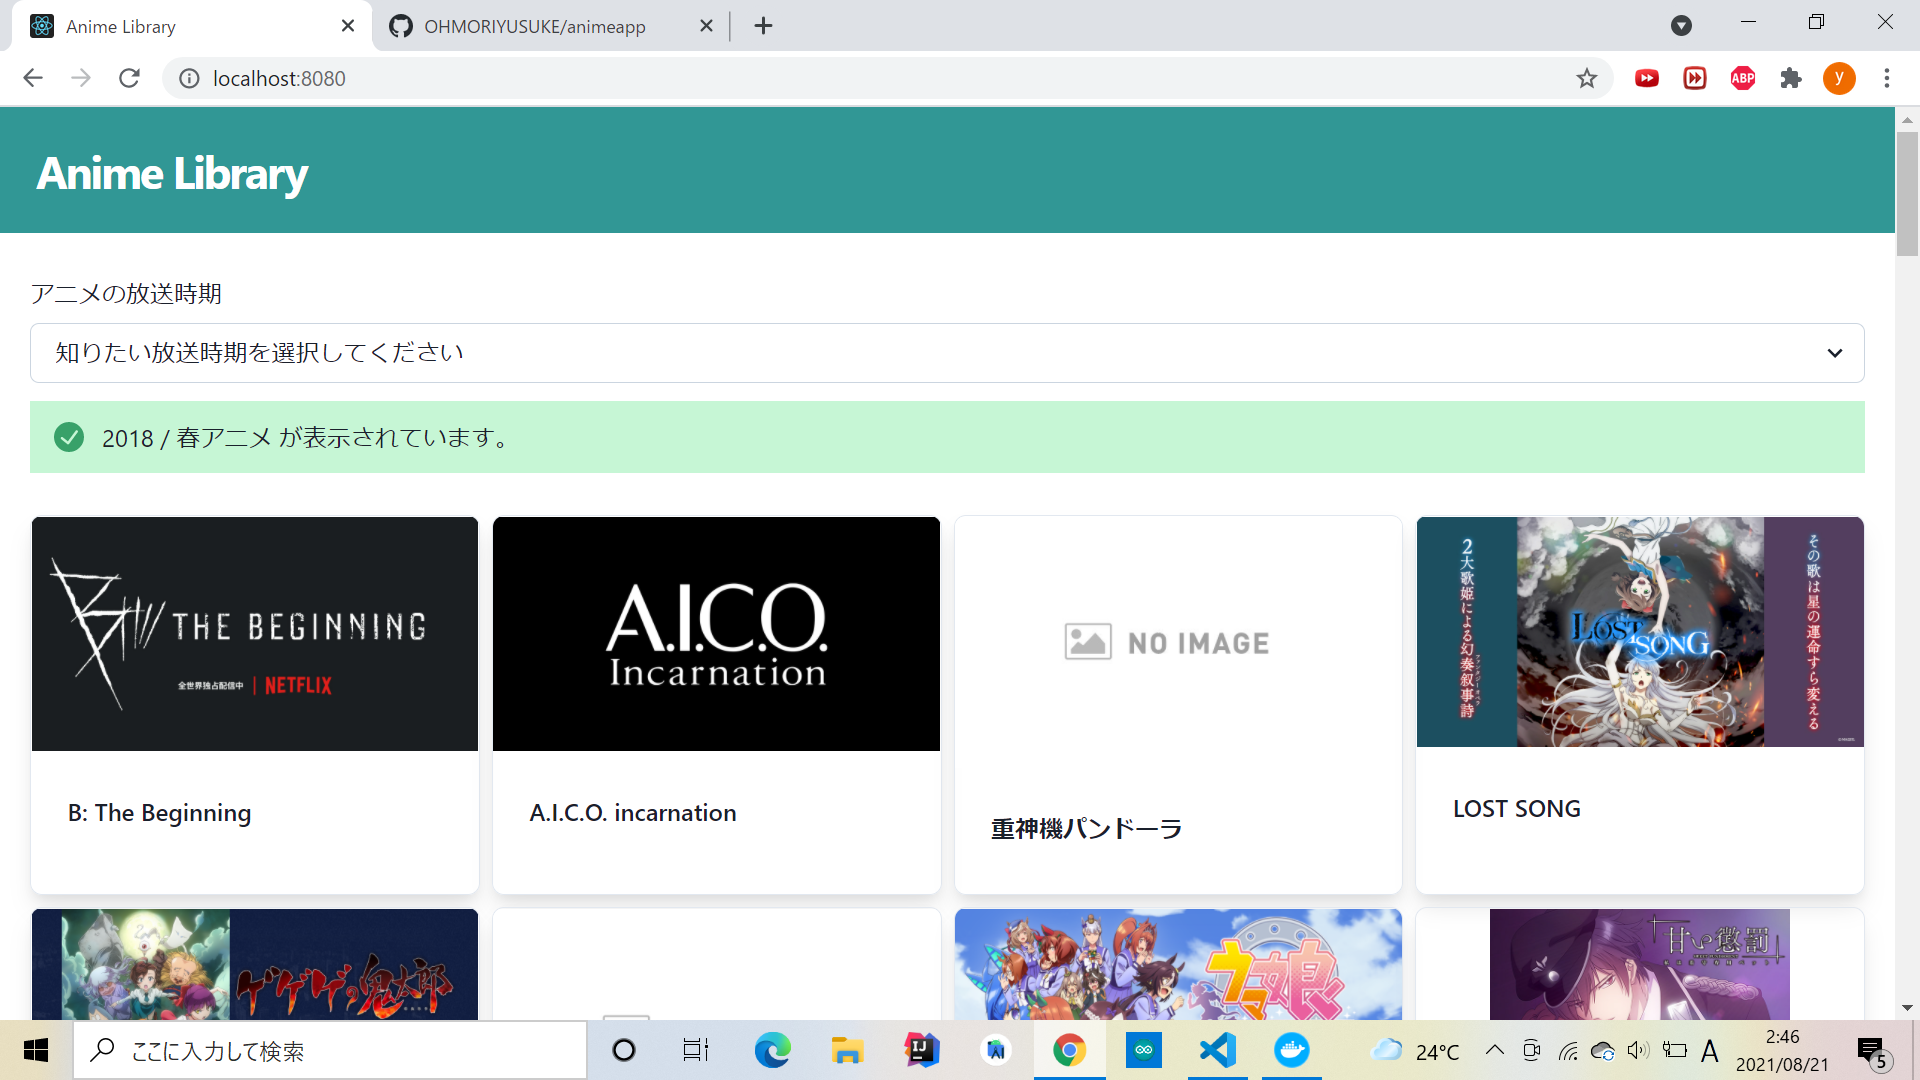 Anime Library
OHMORIYUSUKE/animeapp
localhost:8080
ABP
y
Anime Library
アニメの放送時期
知りたい放送時期を選択してください
2018 / 春アニメ が表示されています。
THE BEGINNING
全世界独占配信中 | NETFLIX
A.I.C.O.
Incarnation
NO IMAGE
2大歌姫による幻奏叙事詩
LOST SONG
その歌は星の運命すら変える
B: The Beginning
A.I.C.O. incarnation
重神機パンドーラ
LOST SONG
ゲゲゲの鬼太郎
ウマ娘
甘い懲罰
ここに入力して検索
IJ
24°C
A
2:46
2021/08/21
5